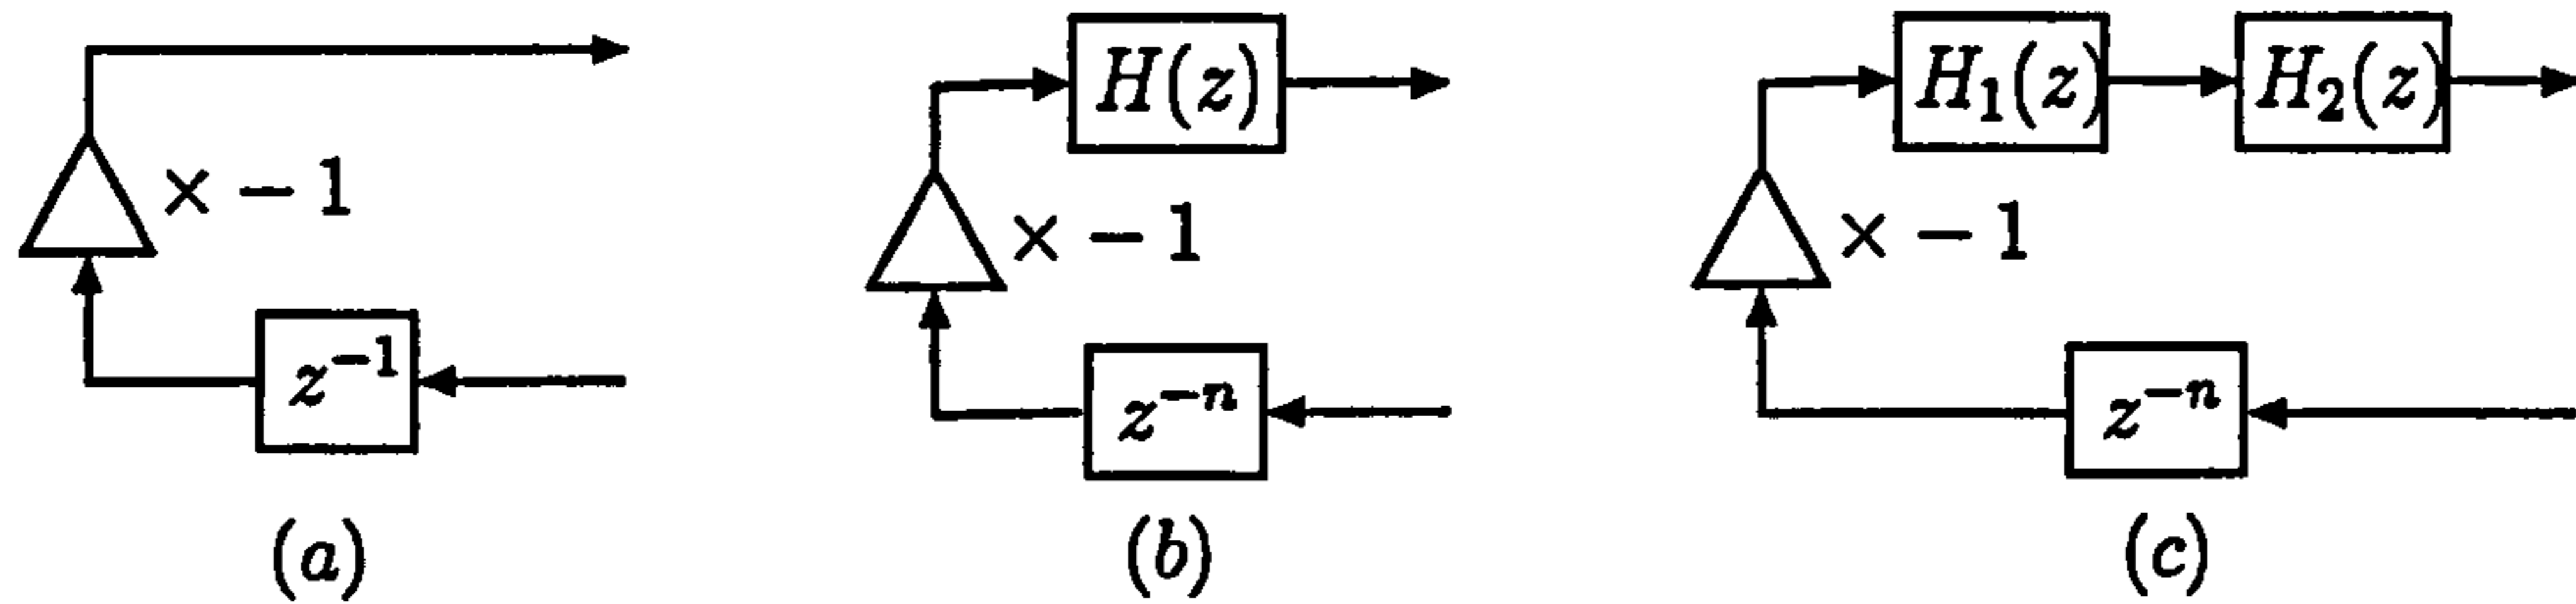 H(z)
H₁(z) H₂(z)
× −1
× −1
× −1
z⁻¹
z⁻ⁿ
z⁻ⁿ
(a)
(b)
(c)